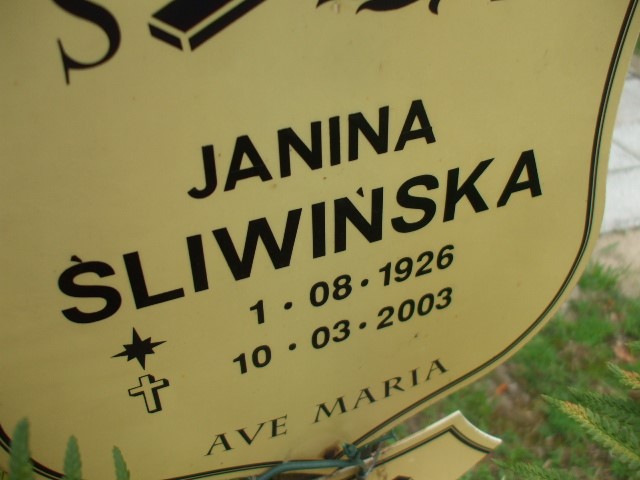 JANINA
ŚLIWIŃSKA
1 · 08 · 1926
10 · 03 · 2003
AVE MARIA